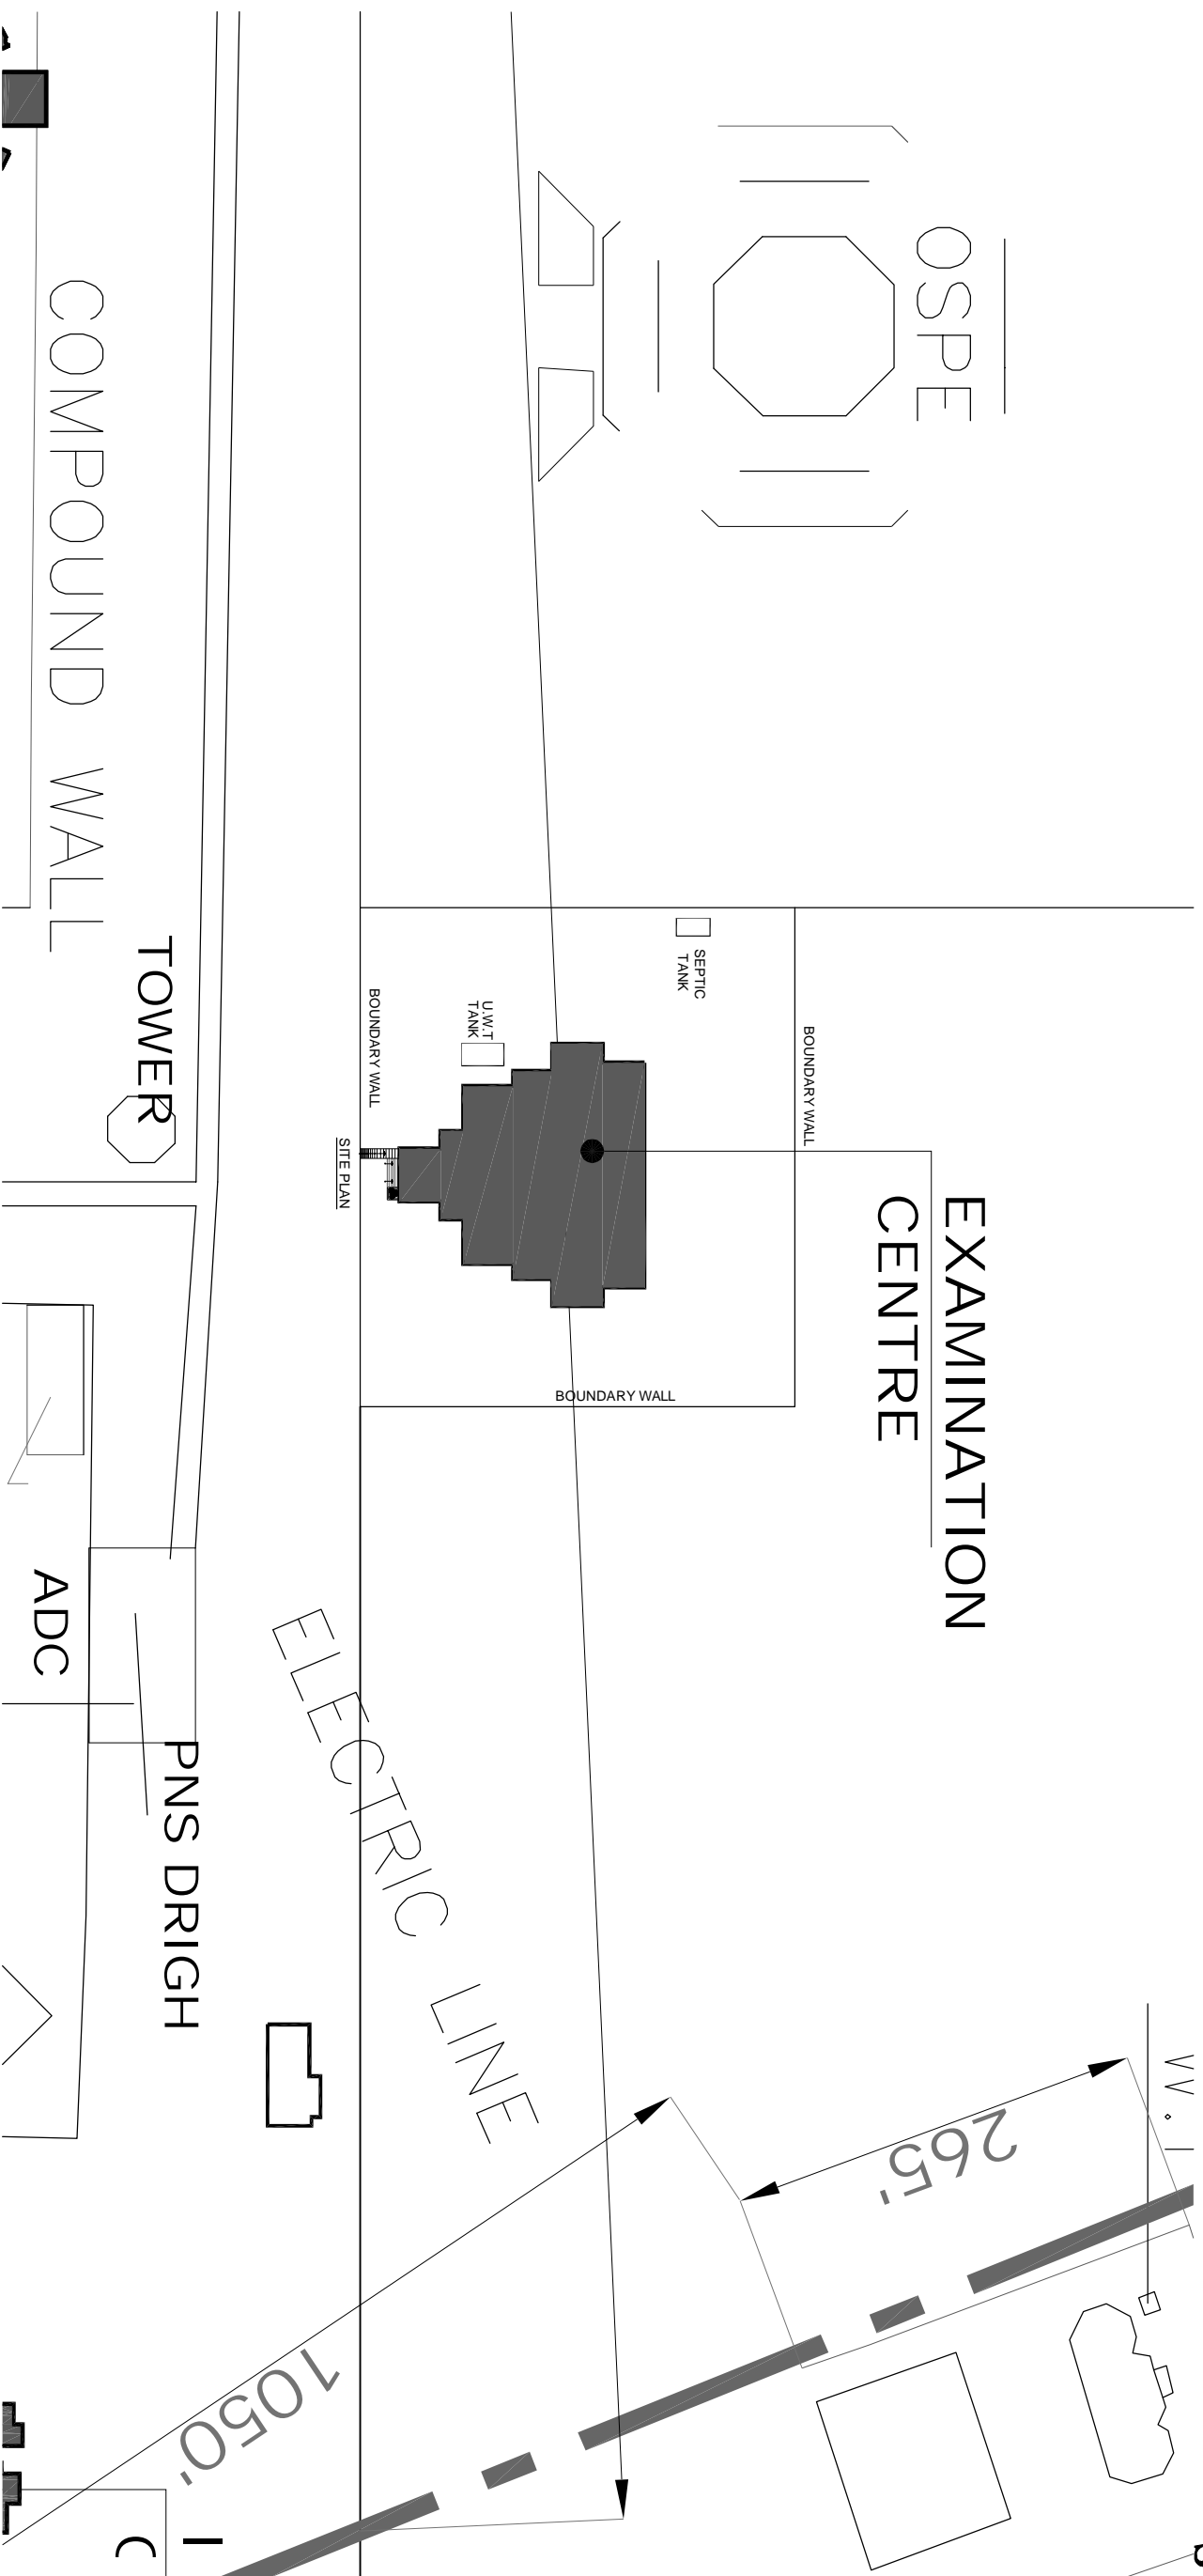 OSPE
COMPOUND WALL
TOWER
SEPTIC
TANK
U.W.T
TANK
BOUNDARY WALL
BOUNDARY WALL
SITE PLAN
EXAMINATION
CENTRE
BOUNDARY WALL
ADC
PNS DRIGH
ELECTRIC LINE
265'
1050'